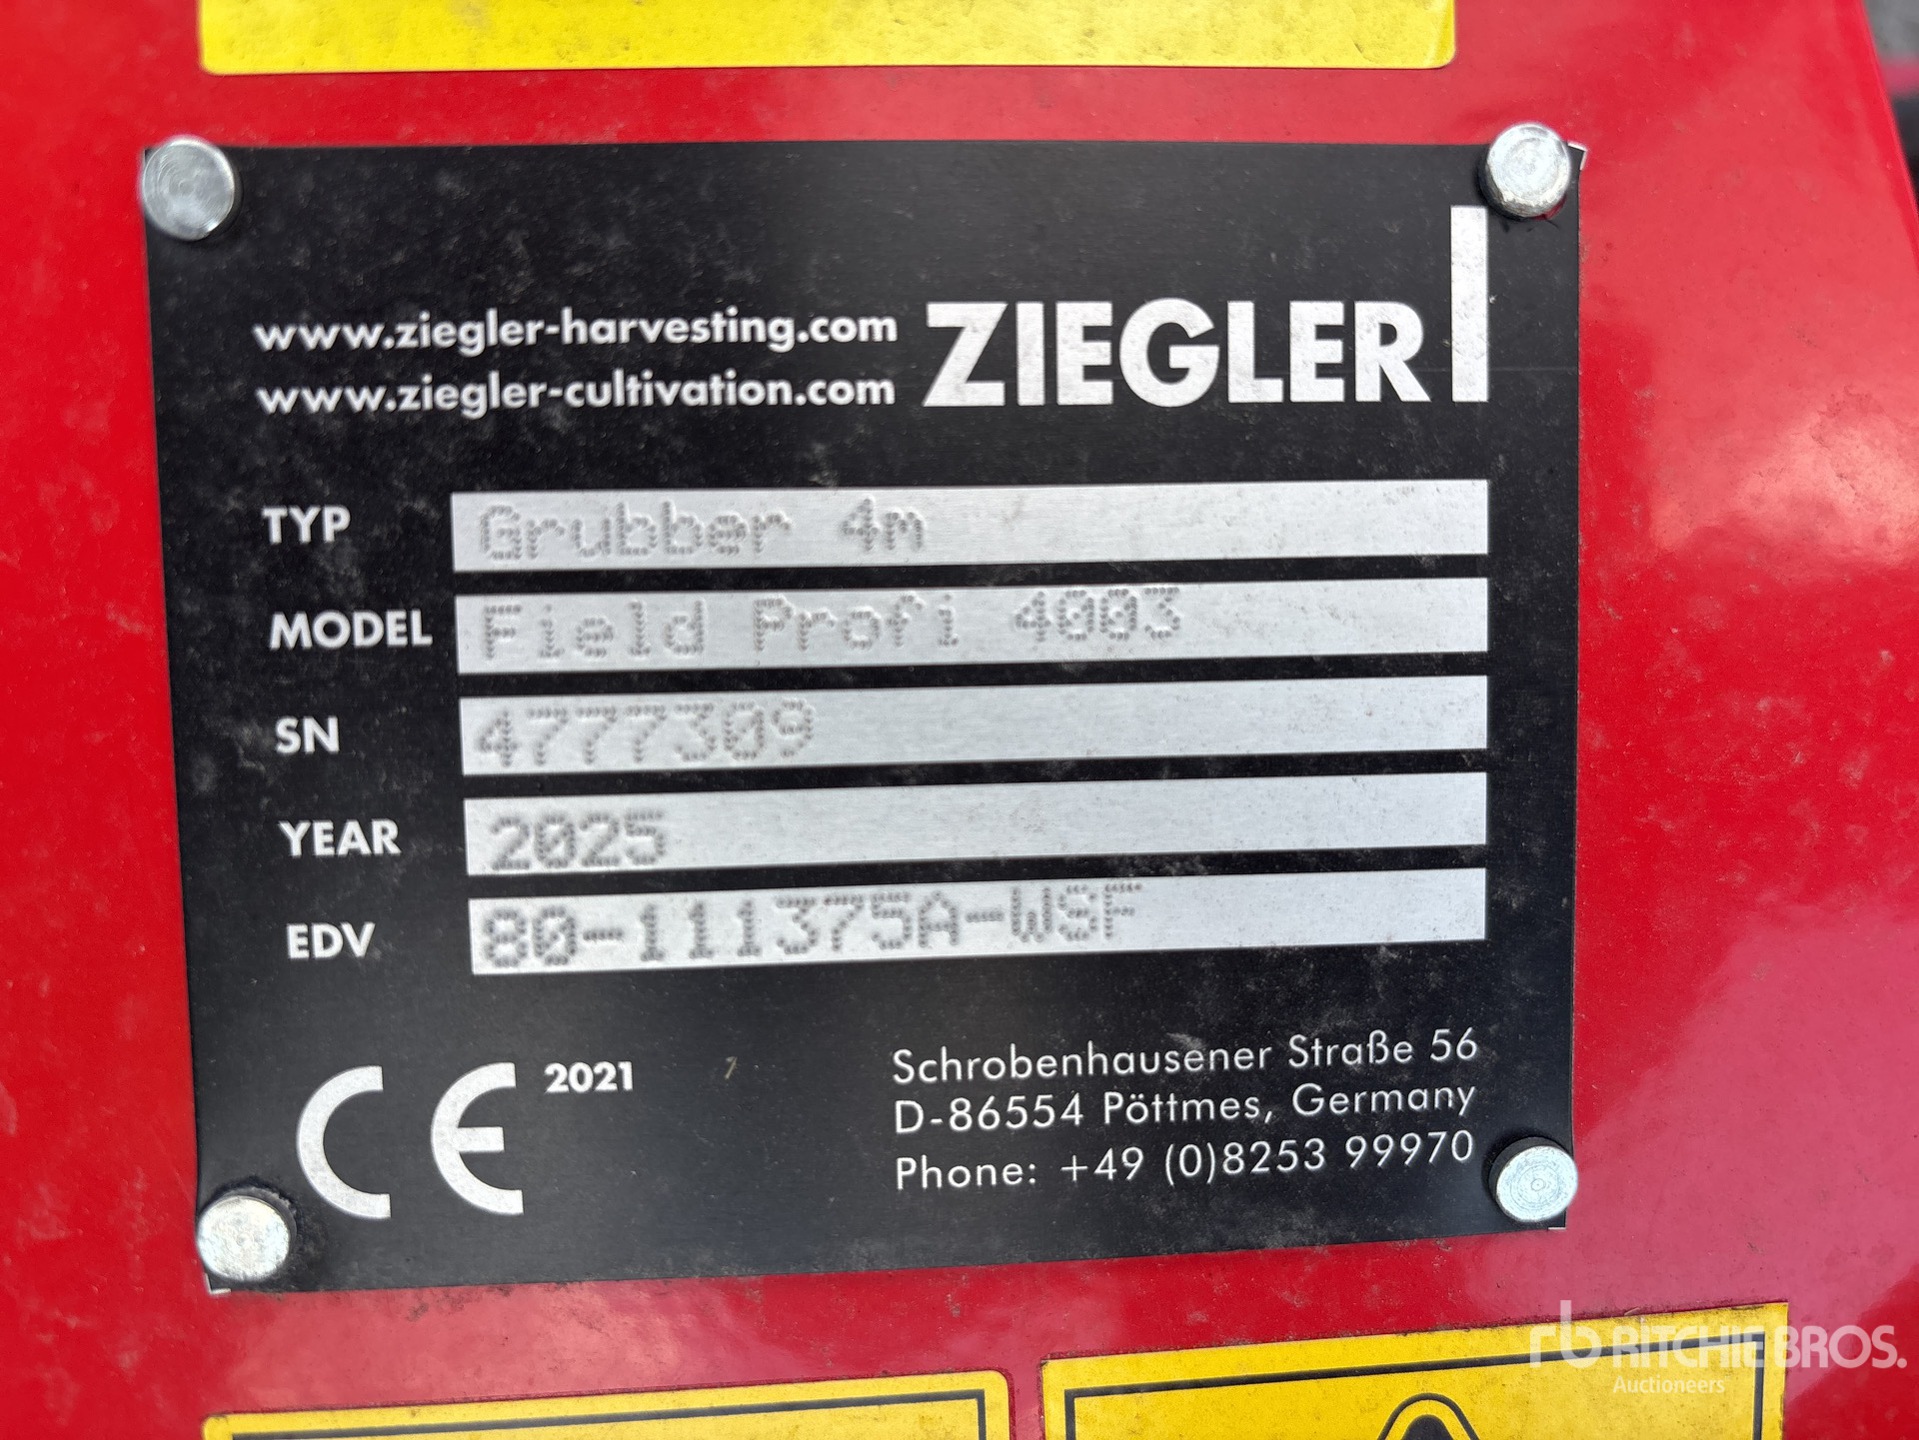 www.ziegler-harvesting.com
www.ziegler-cultivation.com
ZIEGLER
TYP Grubber 4m
MODEL Field Profi 4003
SN 4777309
YEAR 2025
EDV 80-111375A-WSF
CE 2021
Schrobenhausener Straße 56
D-86554 Pöttmes, Germany
Phone: +49 (0)8253 99970
rb RITCHIE BROS.
Auctioneers